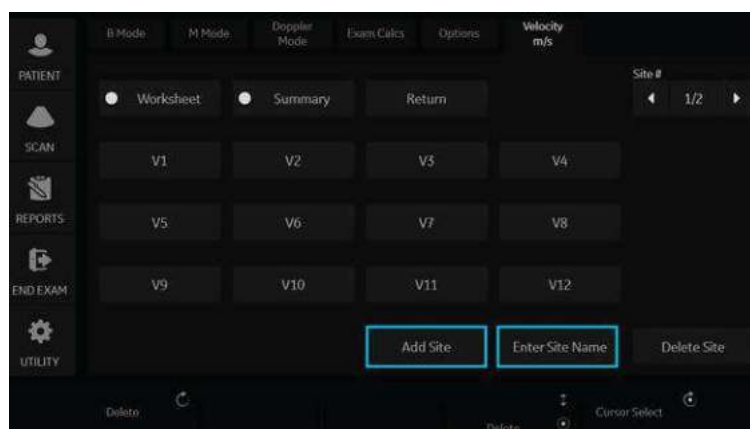 B Mode
M Mode
Doppler
Mode
Exam Calcs
Options
Velocity
m/s
PATIENT
SCAN
REPORTS
END EXAM
UTILITY
Site #
Worksheet
Summary
Return
1/2
V1
V2
V3
V4
V5
V6
V7
V8
V9
V10
V11
V12
Add Site
Enter Site Name
Delete Site
Delete
Delete
Cursor Select